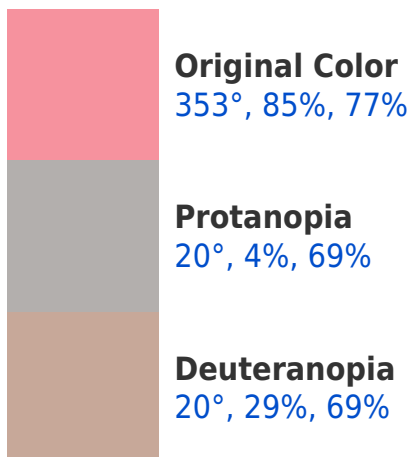 Original Color
353°, 85%, 77%
Protanopia
20°, 4%, 69%
Deuteranopia
20°, 29%, 69%